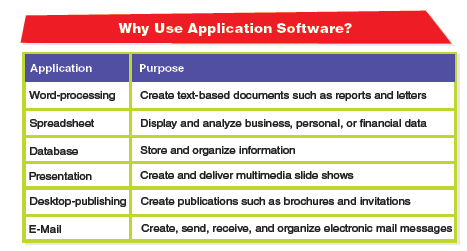 Why Use Application Software?
Application Purpose
Word-processing Create text-based documents such as reports and letters
Spreadsheet Display and analyze business, personal, or financial data
Database Store and organize information
Presentation Create and deliver multimedia slide shows
Desktop-publishing Create publications such as brochures and invitations
E-Mail Create, send, receive, and organize electronic mail messages